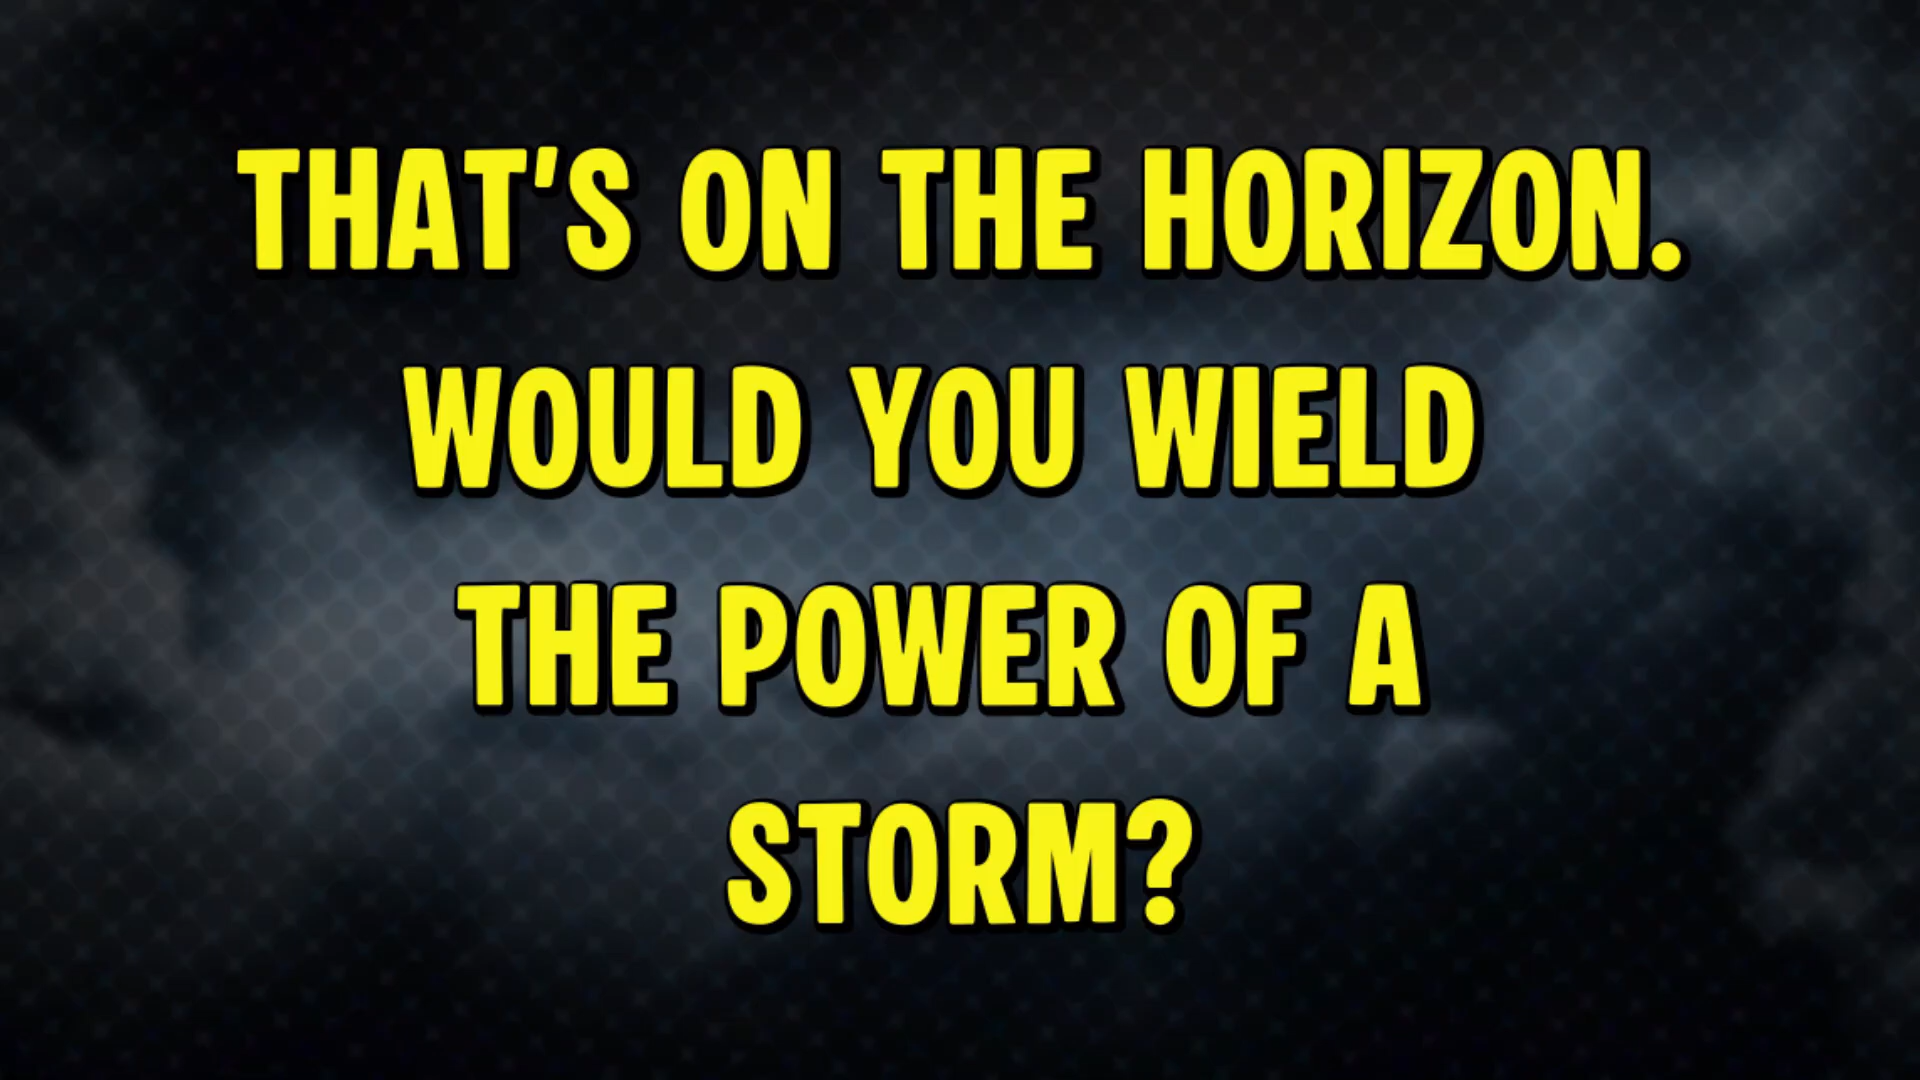 THAT'S ON THE HORIZON.
WOULD YOU WIELD
THE POWER OF A
STORM?